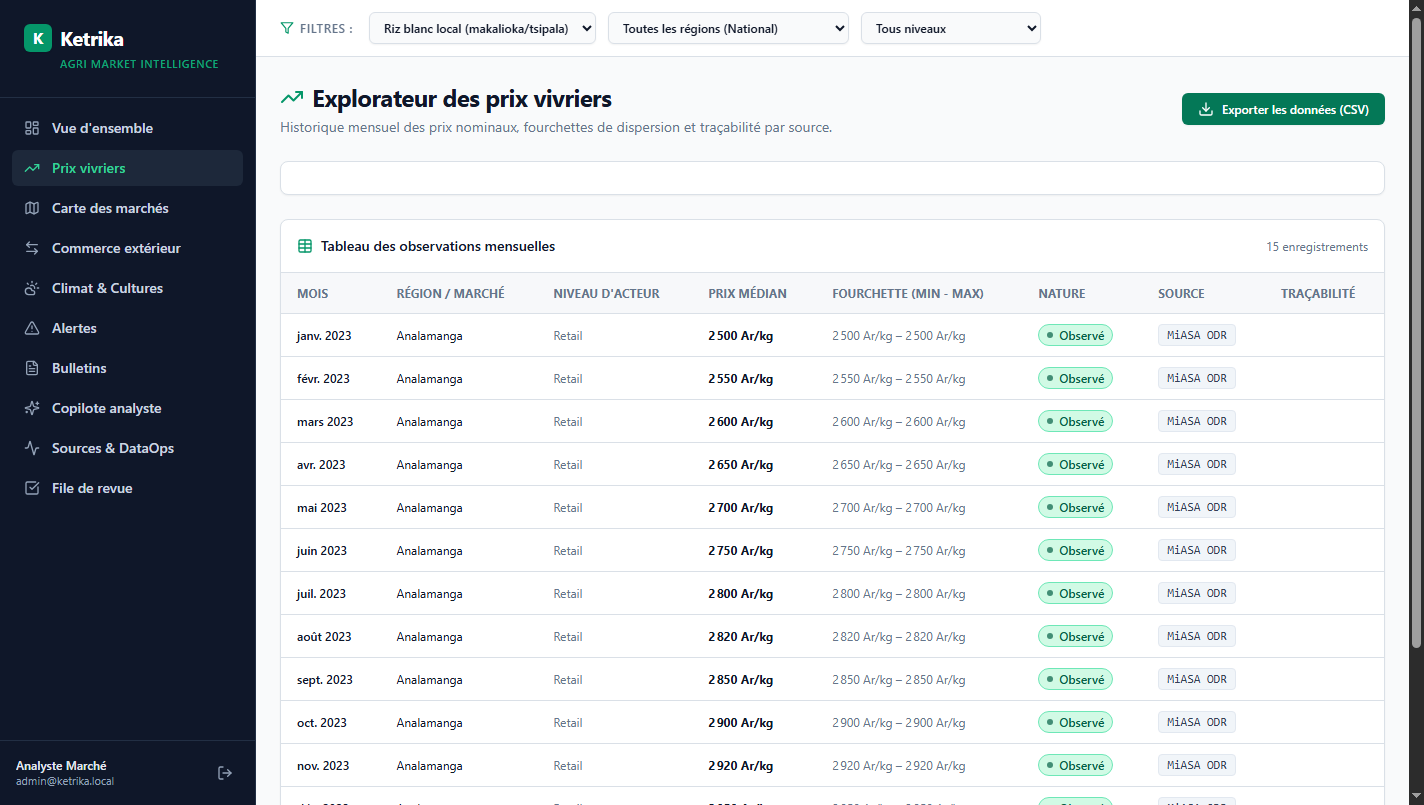 K
Ketrika
AGRI MARKET INTELLIGENCE
Vue d'ensemble
Prix vivriers
Carte des marchés
Commerce extérieur
Climat & Cultures
Alertes
Bulletins
Copilote analyste
Sources & DataOps
File de revue
Analyste Marché
admin@ketrika.local
FILTRES : Riz blanc local (makalioka/tsipala) Toutes les régions (National) Tous niveaux
Explorateur des prix vivriers
Historique mensuel des prix nominaux, fourchettes de dispersion et traçabilité par source.
Exporter les données (CSV)
Tableau des observations mensuelles 15 enregistrements
MOIS RÉGION / MARCHÉ NIVEAU D'ACTEUR PRIX MÉDIAN FOURCHETTE (MIN - MAX) NATURE SOURCE TRAÇABILITÉ
janv. 2023 Analamanga Retail 2 500 Ar/kg 2 500 Ar/kg – 2 500 Ar/kg Observé MiASA ODR
févr. 2023 Analamanga Retail 2 550 Ar/kg 2 550 Ar/kg – 2 550 Ar/kg Observé MiASA ODR
mars 2023 Analamanga Retail 2 600 Ar/kg 2 600 Ar/kg – 2 600 Ar/kg Observé MiASA ODR
avr. 2023 Analamanga Retail 2 650 Ar/kg 2 650 Ar/kg – 2 650 Ar/kg Observé MiASA ODR
mai 2023 Analamanga Retail 2 700 Ar/kg 2 700 Ar/kg – 2 700 Ar/kg Observé MiASA ODR
juin 2023 Analamanga Retail 2 750 Ar/kg 2 750 Ar/kg – 2 750 Ar/kg Observé MiASA ODR
juil. 2023 Analamanga Retail 2 800 Ar/kg 2 800 Ar/kg – 2 800 Ar/kg Observé MiASA ODR
août 2023 Analamanga Retail 2 820 Ar/kg 2 820 Ar/kg – 2 820 Ar/kg Observé MiASA ODR
sept. 2023 Analamanga Retail 2 850 Ar/kg 2 850 Ar/kg – 2 850 Ar/kg Observé MiASA ODR
oct. 2023 Analamanga Retail 2 900 Ar/kg 2 900 Ar/kg – 2 900 Ar/kg Observé MiASA ODR
nov. 2023 Analamanga Retail 2 920 Ar/kg 2 920 Ar/kg – 2 920 Ar/kg Observé MiASA ODR